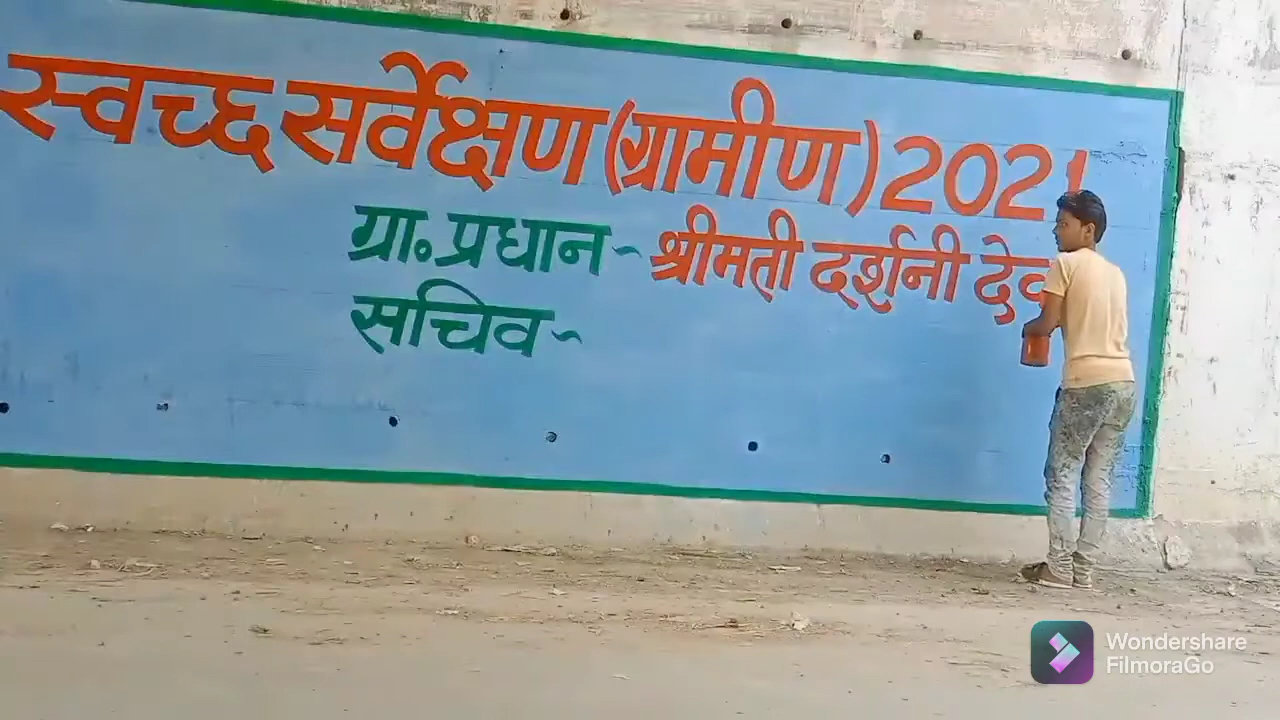 स्वच्छ सर्वेक्षण (ग्रामीण) 2021
ग्रा॰ प्रधान ~ श्रीमती दर्शनी देव
सचिव ~
Wondershare
FilmoraGo